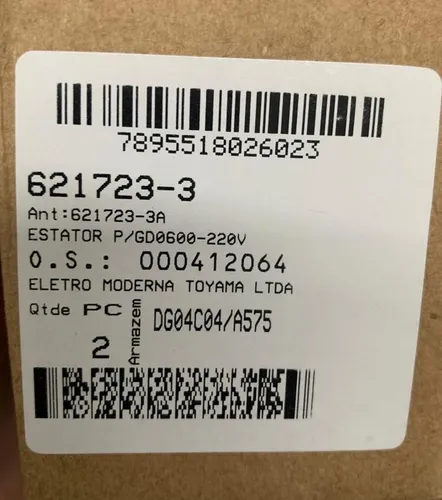 7895518026023
621723-3
Ant:621723-3A
ESTATOR P/GD0600-220V
O.S.: 000412064
ELETRO MODERNA TOYAMA LTDA
Qtde PC
2
Armazem
DG04C04/A575